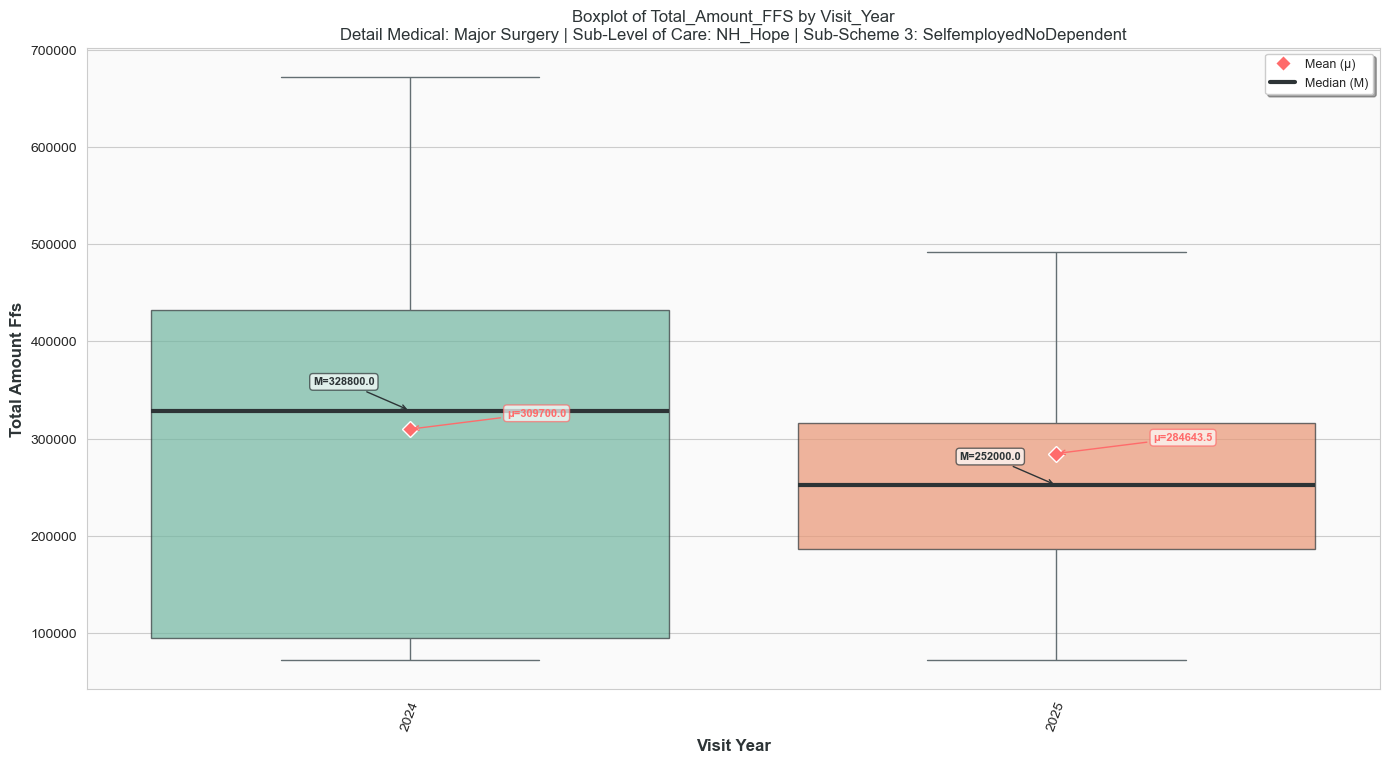 Boxplot of Total_Amount_FFS by Visit_Year
Detail Medical: Major Surgery | Sub-Level of Care: NH_Hope | Sub-Scheme 3: SelfemployedNoDependent
Mean (μ)
Median (M)
Total Amount Ffs
700000
600000
500000
400000
300000
200000
100000
M=328800.0
μ=309700.0
M=252000.0
μ=284643.5
2024
2025
Visit Year